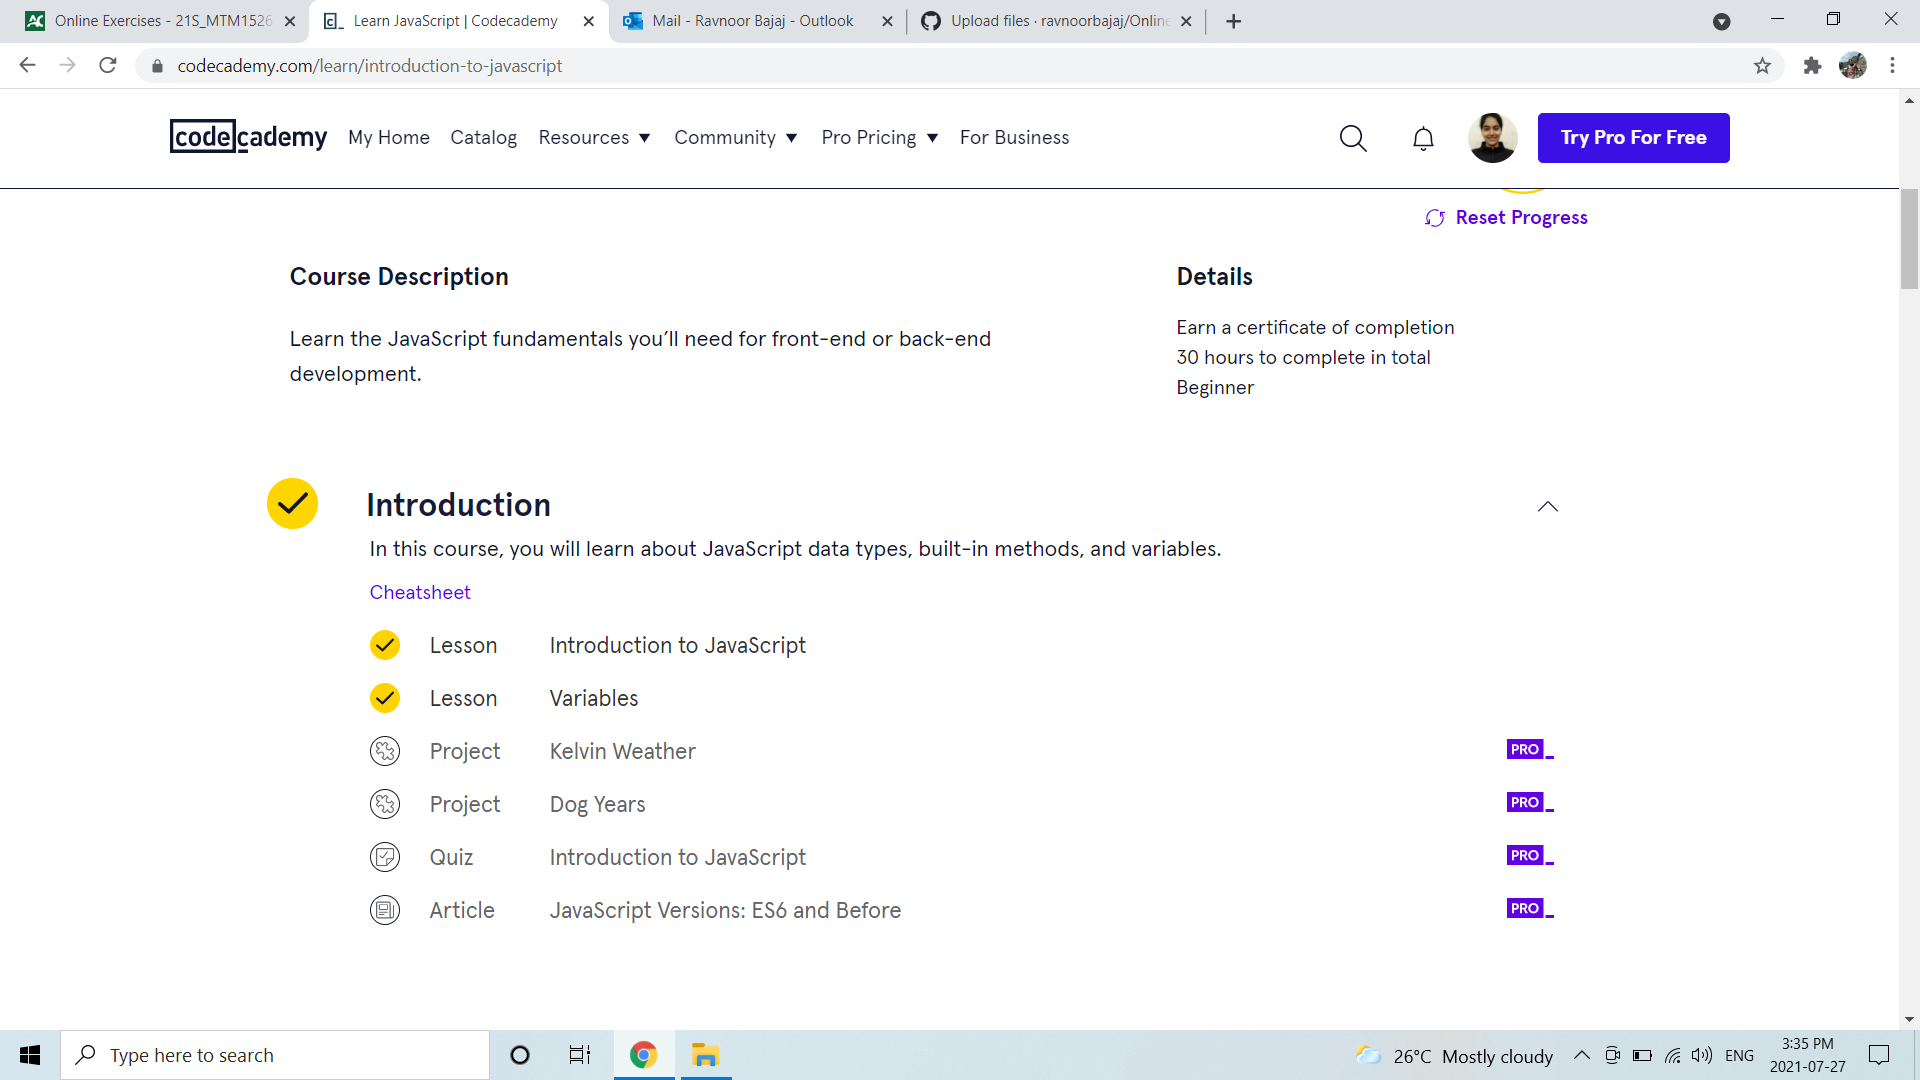 Online Exercises - 21S_MTM1526
Learn JavaScript | Codecademy
Mail - Ravnoor Bajaj - Outlook
Upload files · ravnoorbajaj/Online
codecademy.com/learn/introduction-to-javascript
codecademy
My Home
Catalog
Resources
Community
Pro Pricing
For Business
Try Pro For Free
Reset Progress
Course Description
Details
Learn the JavaScript fundamentals you’ll need for front-end or back-end
development.
Earn a certificate of completion
30 hours to complete in total
Beginner
Introduction
In this course, you will learn about JavaScript data types, built-in methods, and variables.
Cheatsheet
Lesson Introduction to JavaScript
Lesson Variables
Project Kelvin Weather PRO_
Project Dog Years PRO_
Quiz Introduction to JavaScript PRO_
Article JavaScript Versions: ES6 and Before PRO_
Type here to search
26°C Mostly cloudy
ENG
3:35 PM
2021-07-27